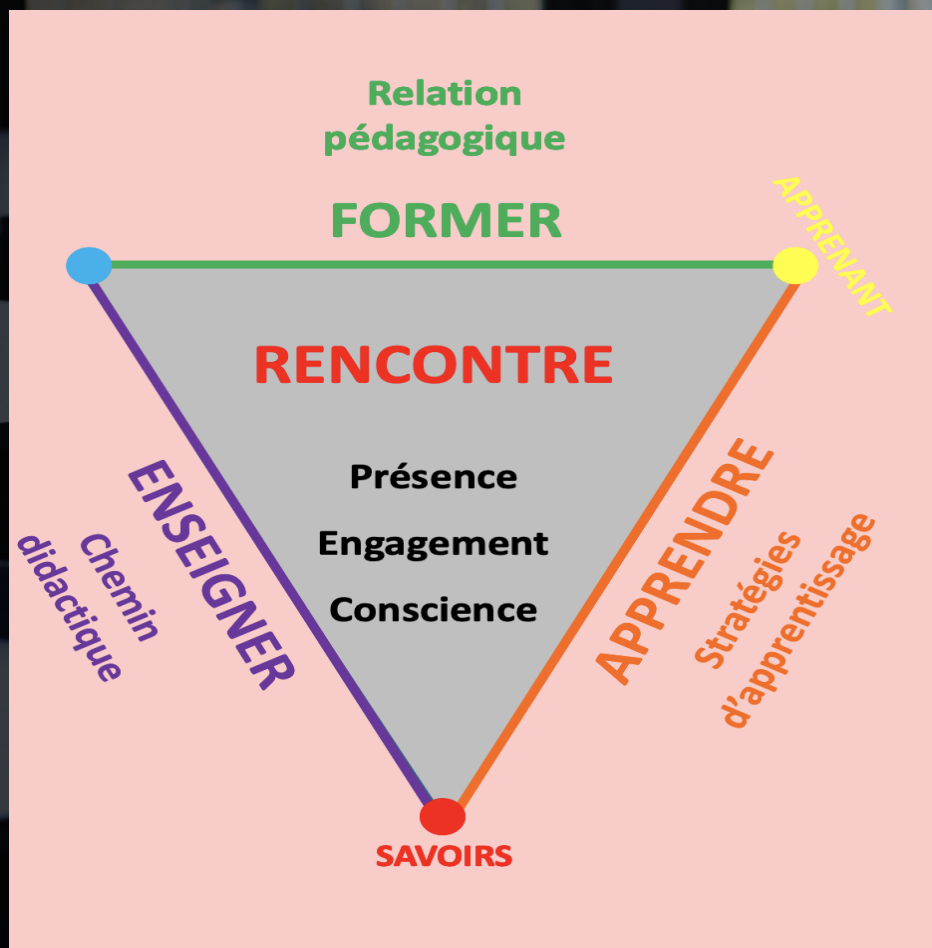 Relation
pédagogique
FORMER
APPRENANT
RENCONTRE
Présence
Engagement
Conscience
ENSEIGNER
Chemin
didactique
APPRENDRE
Stratégies
d'apprentissage
SAVOIRS